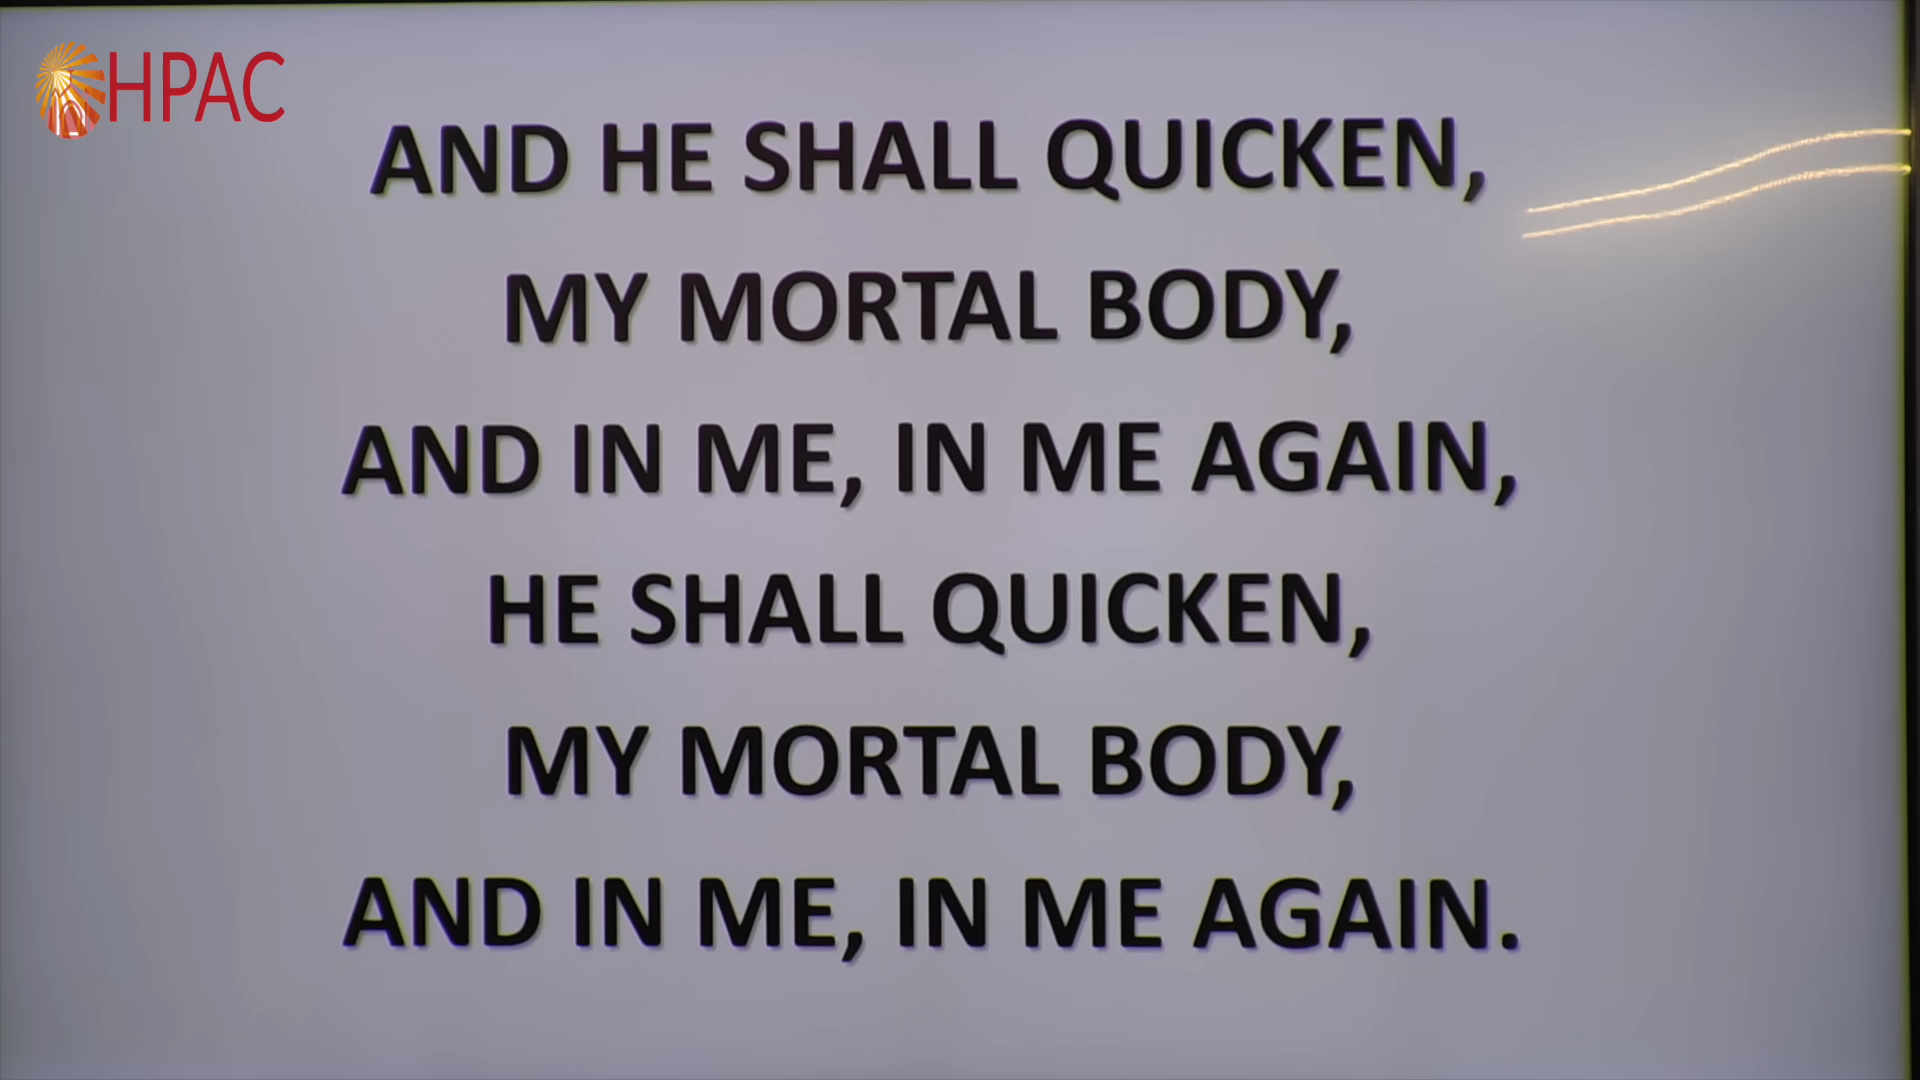 HPAC
AND HE SHALL QUICKEN,
MY MORTAL BODY,
AND IN ME, IN ME AGAIN,
HE SHALL QUICKEN,
MY MORTAL BODY,
AND IN ME, IN ME AGAIN.